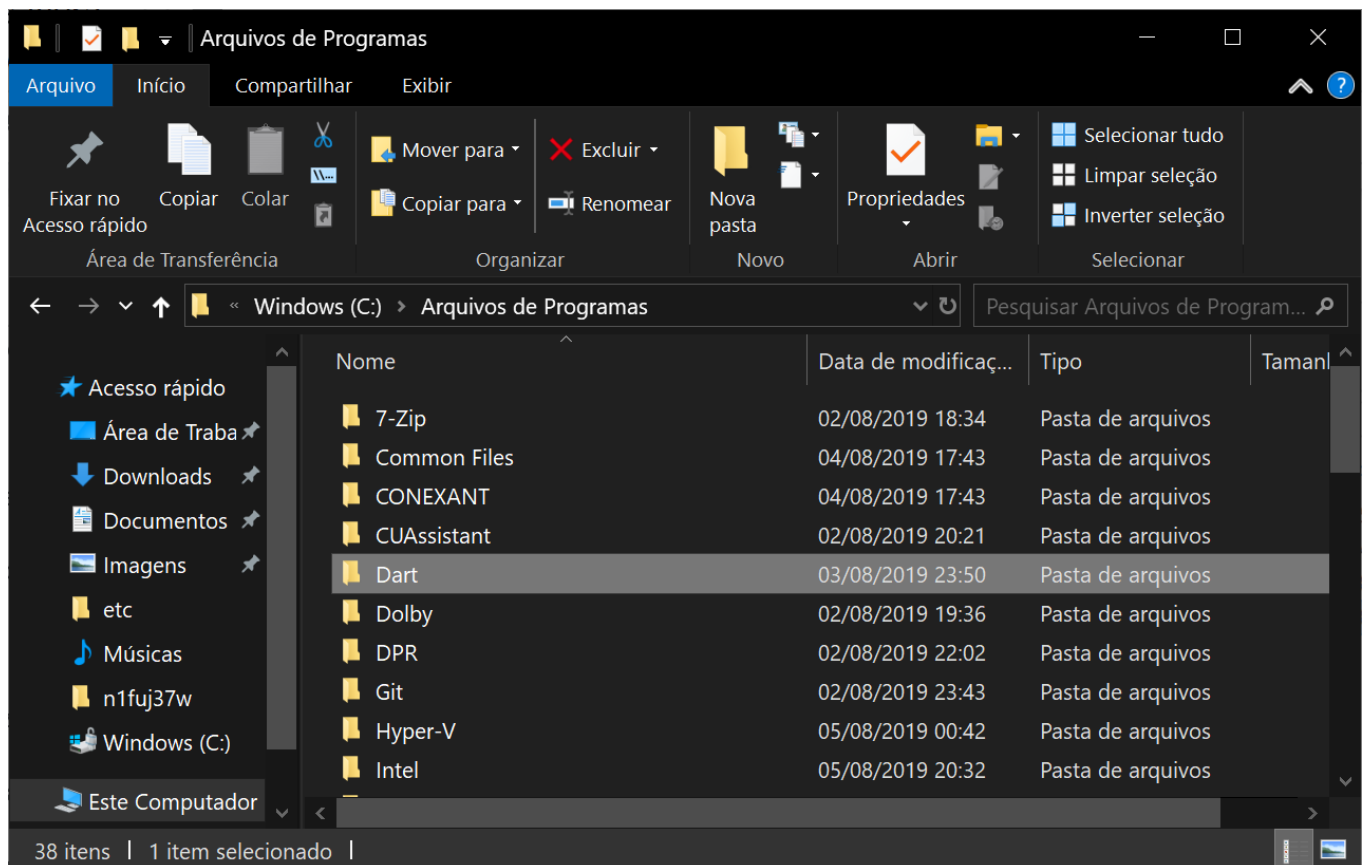 Arquivos de Programas
Arquivo Início Compartilhar Exibir ?
Mover para Excluir Selecionar tudo
Limpar seleção
Fixar no Acesso rápido Copiar Colar Copiar para Renomear Nova pasta Propriedades Inverter seleção
Área de Transferência Organizar Novo Abrir Selecionar
« Windows (C:) > Arquivos de Programas Pesquisar Arquivos de Program...
Nome Data de modificaç... Tipo
Acesso rápido
Área de Traba
Downloads
Documentos
Imagens
etc
Músicas
n1fuj37w
Windows (C:)
Este Computador
7-Zip 02/08/2019 18:34 Pasta de arquivos
Common Files 04/08/2019 17:43 Pasta de arquivos
CONEXANT 04/08/2019 17:43 Pasta de arquivos
CUAssistant 02/08/2019 20:21 Pasta de arquivos
Dart 03/08/2019 23:50 Pasta de arquivos
Dolby 02/08/2019 19:36 Pasta de arquivos
DPR 02/08/2019 22:02 Pasta de arquivos
Git 02/08/2019 23:43 Pasta de arquivos
Hyper-V 05/08/2019 00:42 Pasta de arquivos
Intel 05/08/2019 20:32 Pasta de arquivos
38 itens 1 item selecionado